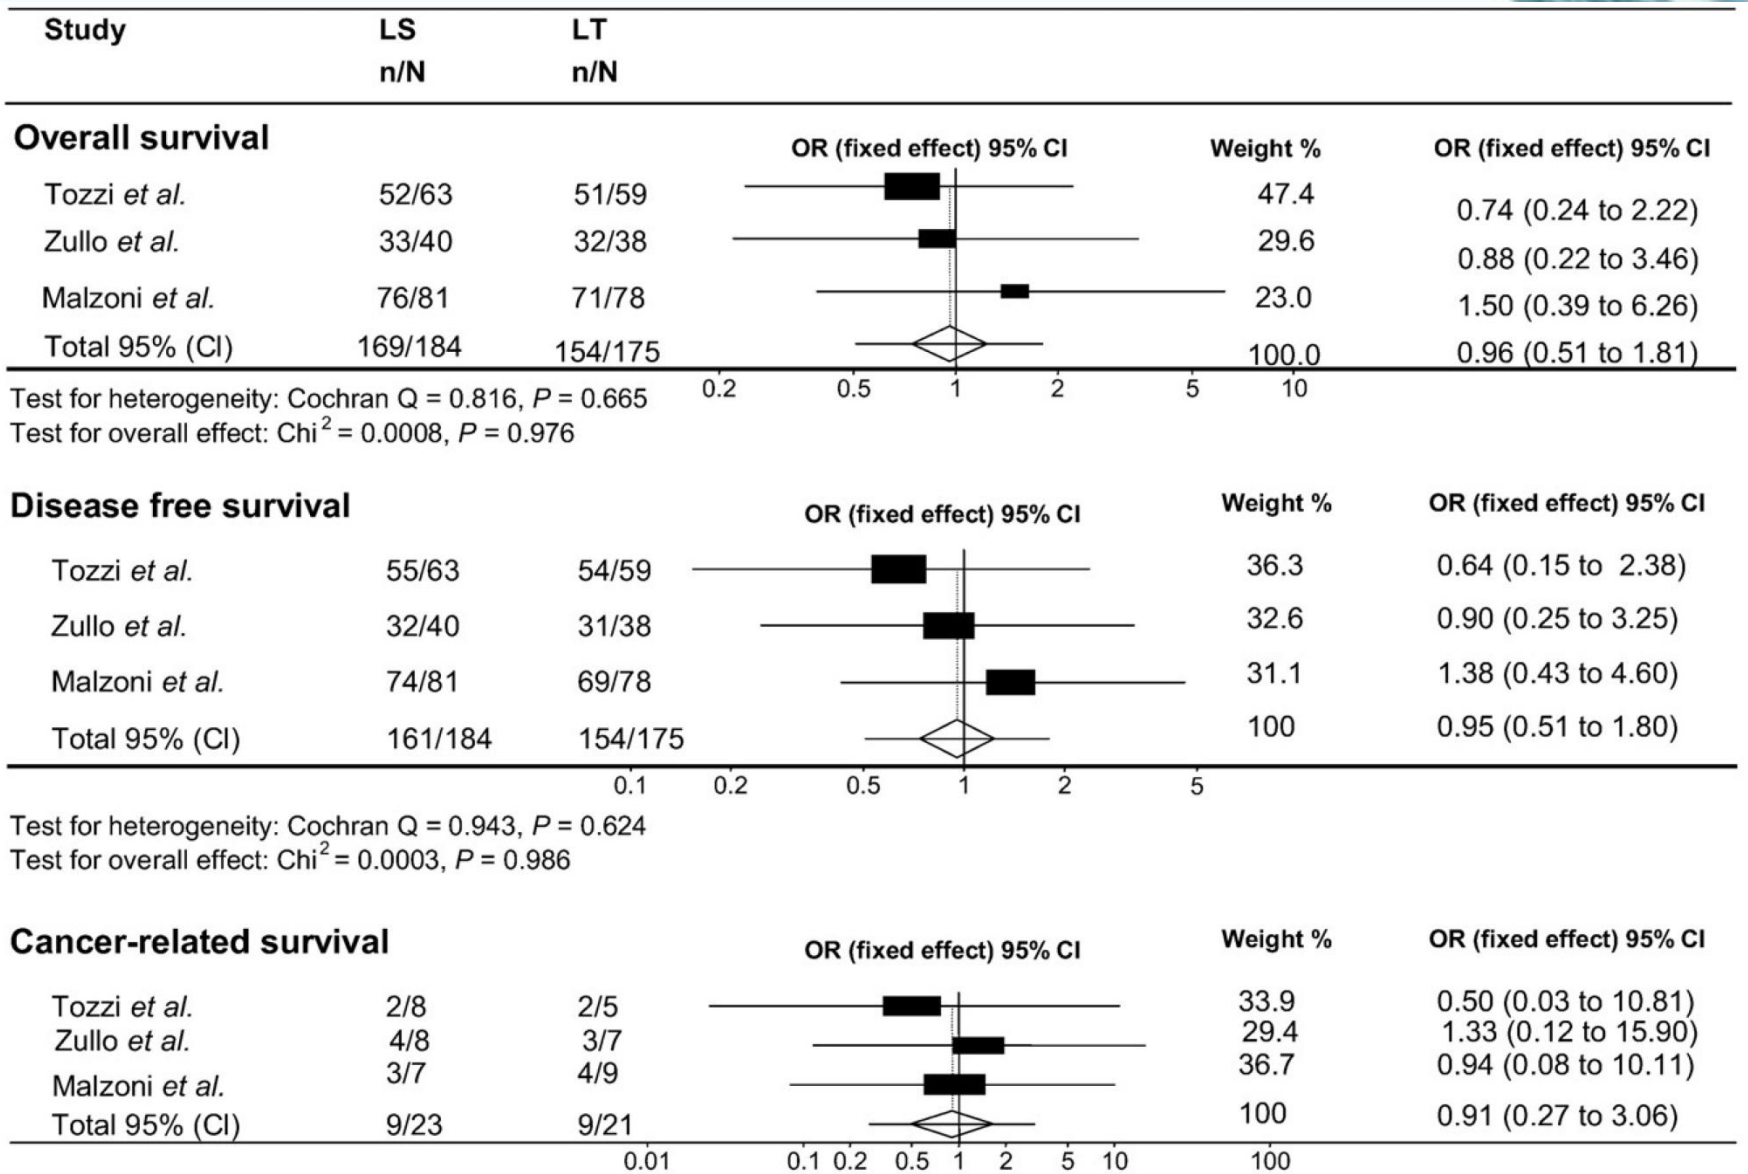 Study LS LT
n/N n/N
Overall survival OR (fixed effect) 95% CI Weight % OR (fixed effect) 95% CI
Tozzi et al. 52/63 51/59 47.4 0.74 (0.24 to 2.22)
Zullo et al. 33/40 32/38 29.6 0.88 (0.22 to 3.46)
Malzoni et al. 76/81 71/78 23.0 1.50 (0.39 to 6.26)
Total 95% (CI) 169/184 154/175 100.0 0.96 (0.51 to 1.81)
0.2 0.5 1 2 5 10
Test for heterogeneity: Cochran Q = 0.816, P = 0.665
Test for overall effect: Chi² = 0.0008, P = 0.976
Disease free survival OR (fixed effect) 95% CI Weight % OR (fixed effect) 95% CI
Tozzi et al. 55/63 54/59 36.3 0.64 (0.15 to 2.38)
Zullo et al. 32/40 31/38 32.6 0.90 (0.25 to 3.25)
Malzoni et al. 74/81 69/78 31.1 1.38 (0.43 to 4.60)
Total 95% (CI) 161/184 154/175 100 0.95 (0.51 to 1.80)
0.1 0.2 0.5 1 2 5
Test for heterogeneity: Cochran Q = 0.943, P = 0.624
Test for overall effect: Chi² = 0.0003, P = 0.986
Cancer-related survival OR (fixed effect) 95% CI Weight % OR (fixed effect) 95% CI
Tozzi et al. 2/8 2/5 33.9 0.50 (0.03 to 10.81)
Zullo et al. 4/8 3/7 29.4 1.33 (0.12 to 15.90)
Malzoni et al. 3/7 4/9 36.7 0.94 (0.08 to 10.11)
Total 95% (CI) 9/23 9/21 100 0.91 (0.27 to 3.06)
0.01 0.1 0.2 0.5 1 2 5 10 100